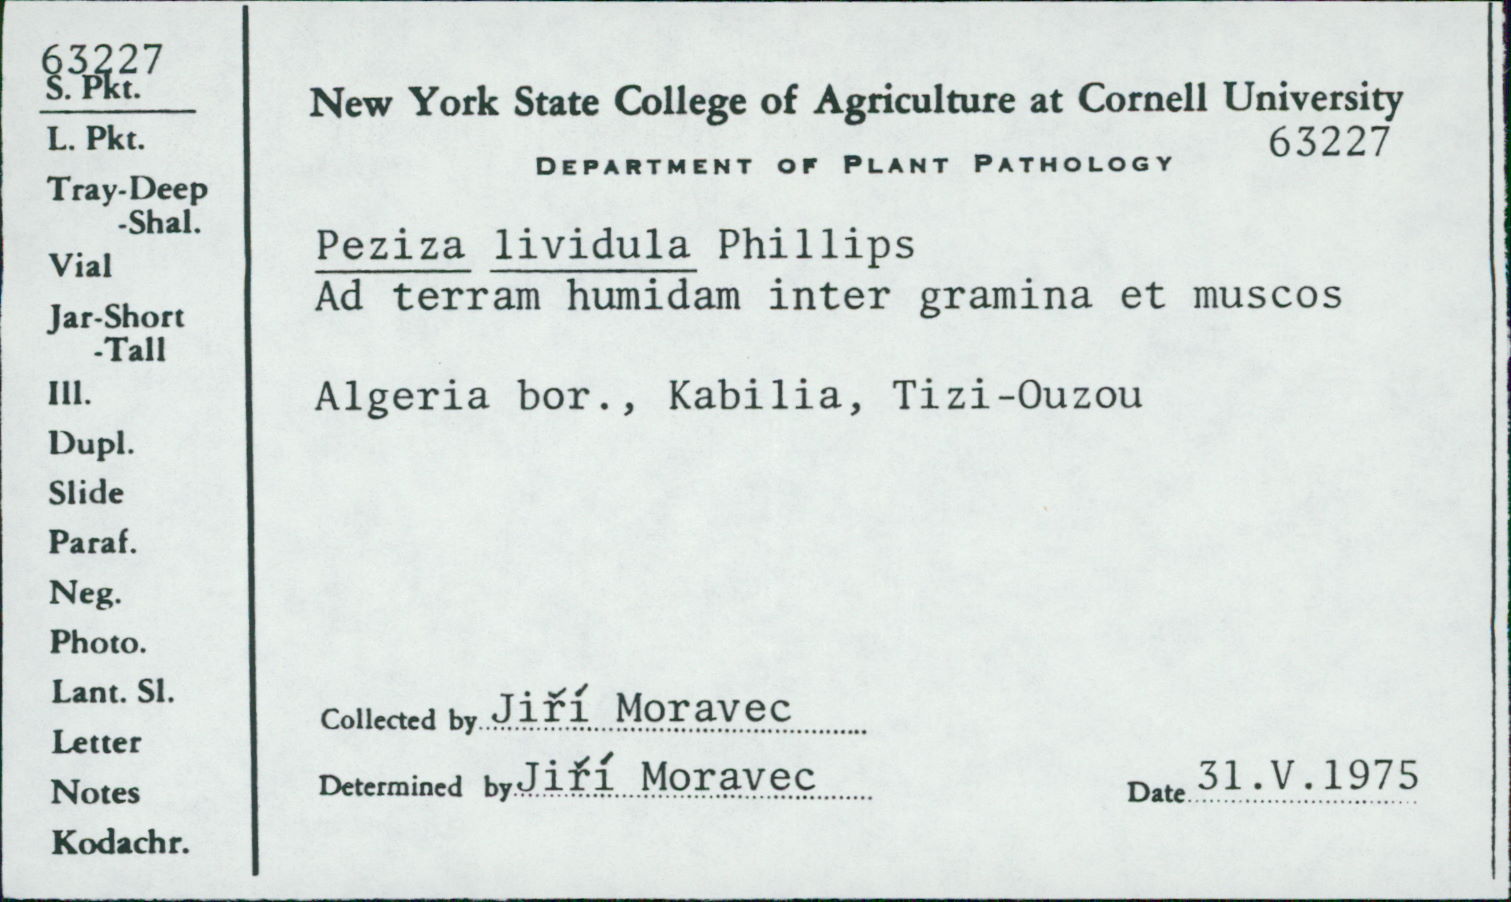 63227
S. Pkt.
L. Pkt.
Tray-Deep
-Shal.
Vial
Jar-Short
-Tall
Ill.
Dupl.
Slide
Paraf.
Neg.
Photo.
Lant. Sl.
Letter
Notes
Kodachr.
New York State College of Agriculture at Cornell University
63227
DEPARTMENT OF PLANT PATHOLOGY
Peziza lividula Phillips
Ad terram humidam inter gramina et muscos
Algeria bor., Kabilia, Tizi-Ouzou
Collected by Jiří Moravec
Determined by Jiří Moravec
Date 31.V.1975